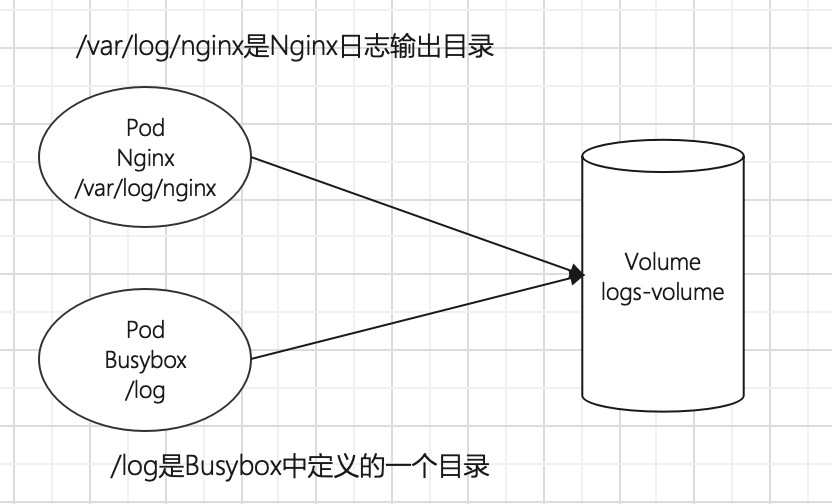 /var/log/nginx是Nginx日志输出目录
Pod
Nginx
/var/log/nginx
Volume
logs-volume
Pod
Busybox
/log
/log是Busybox中定义的一个目录